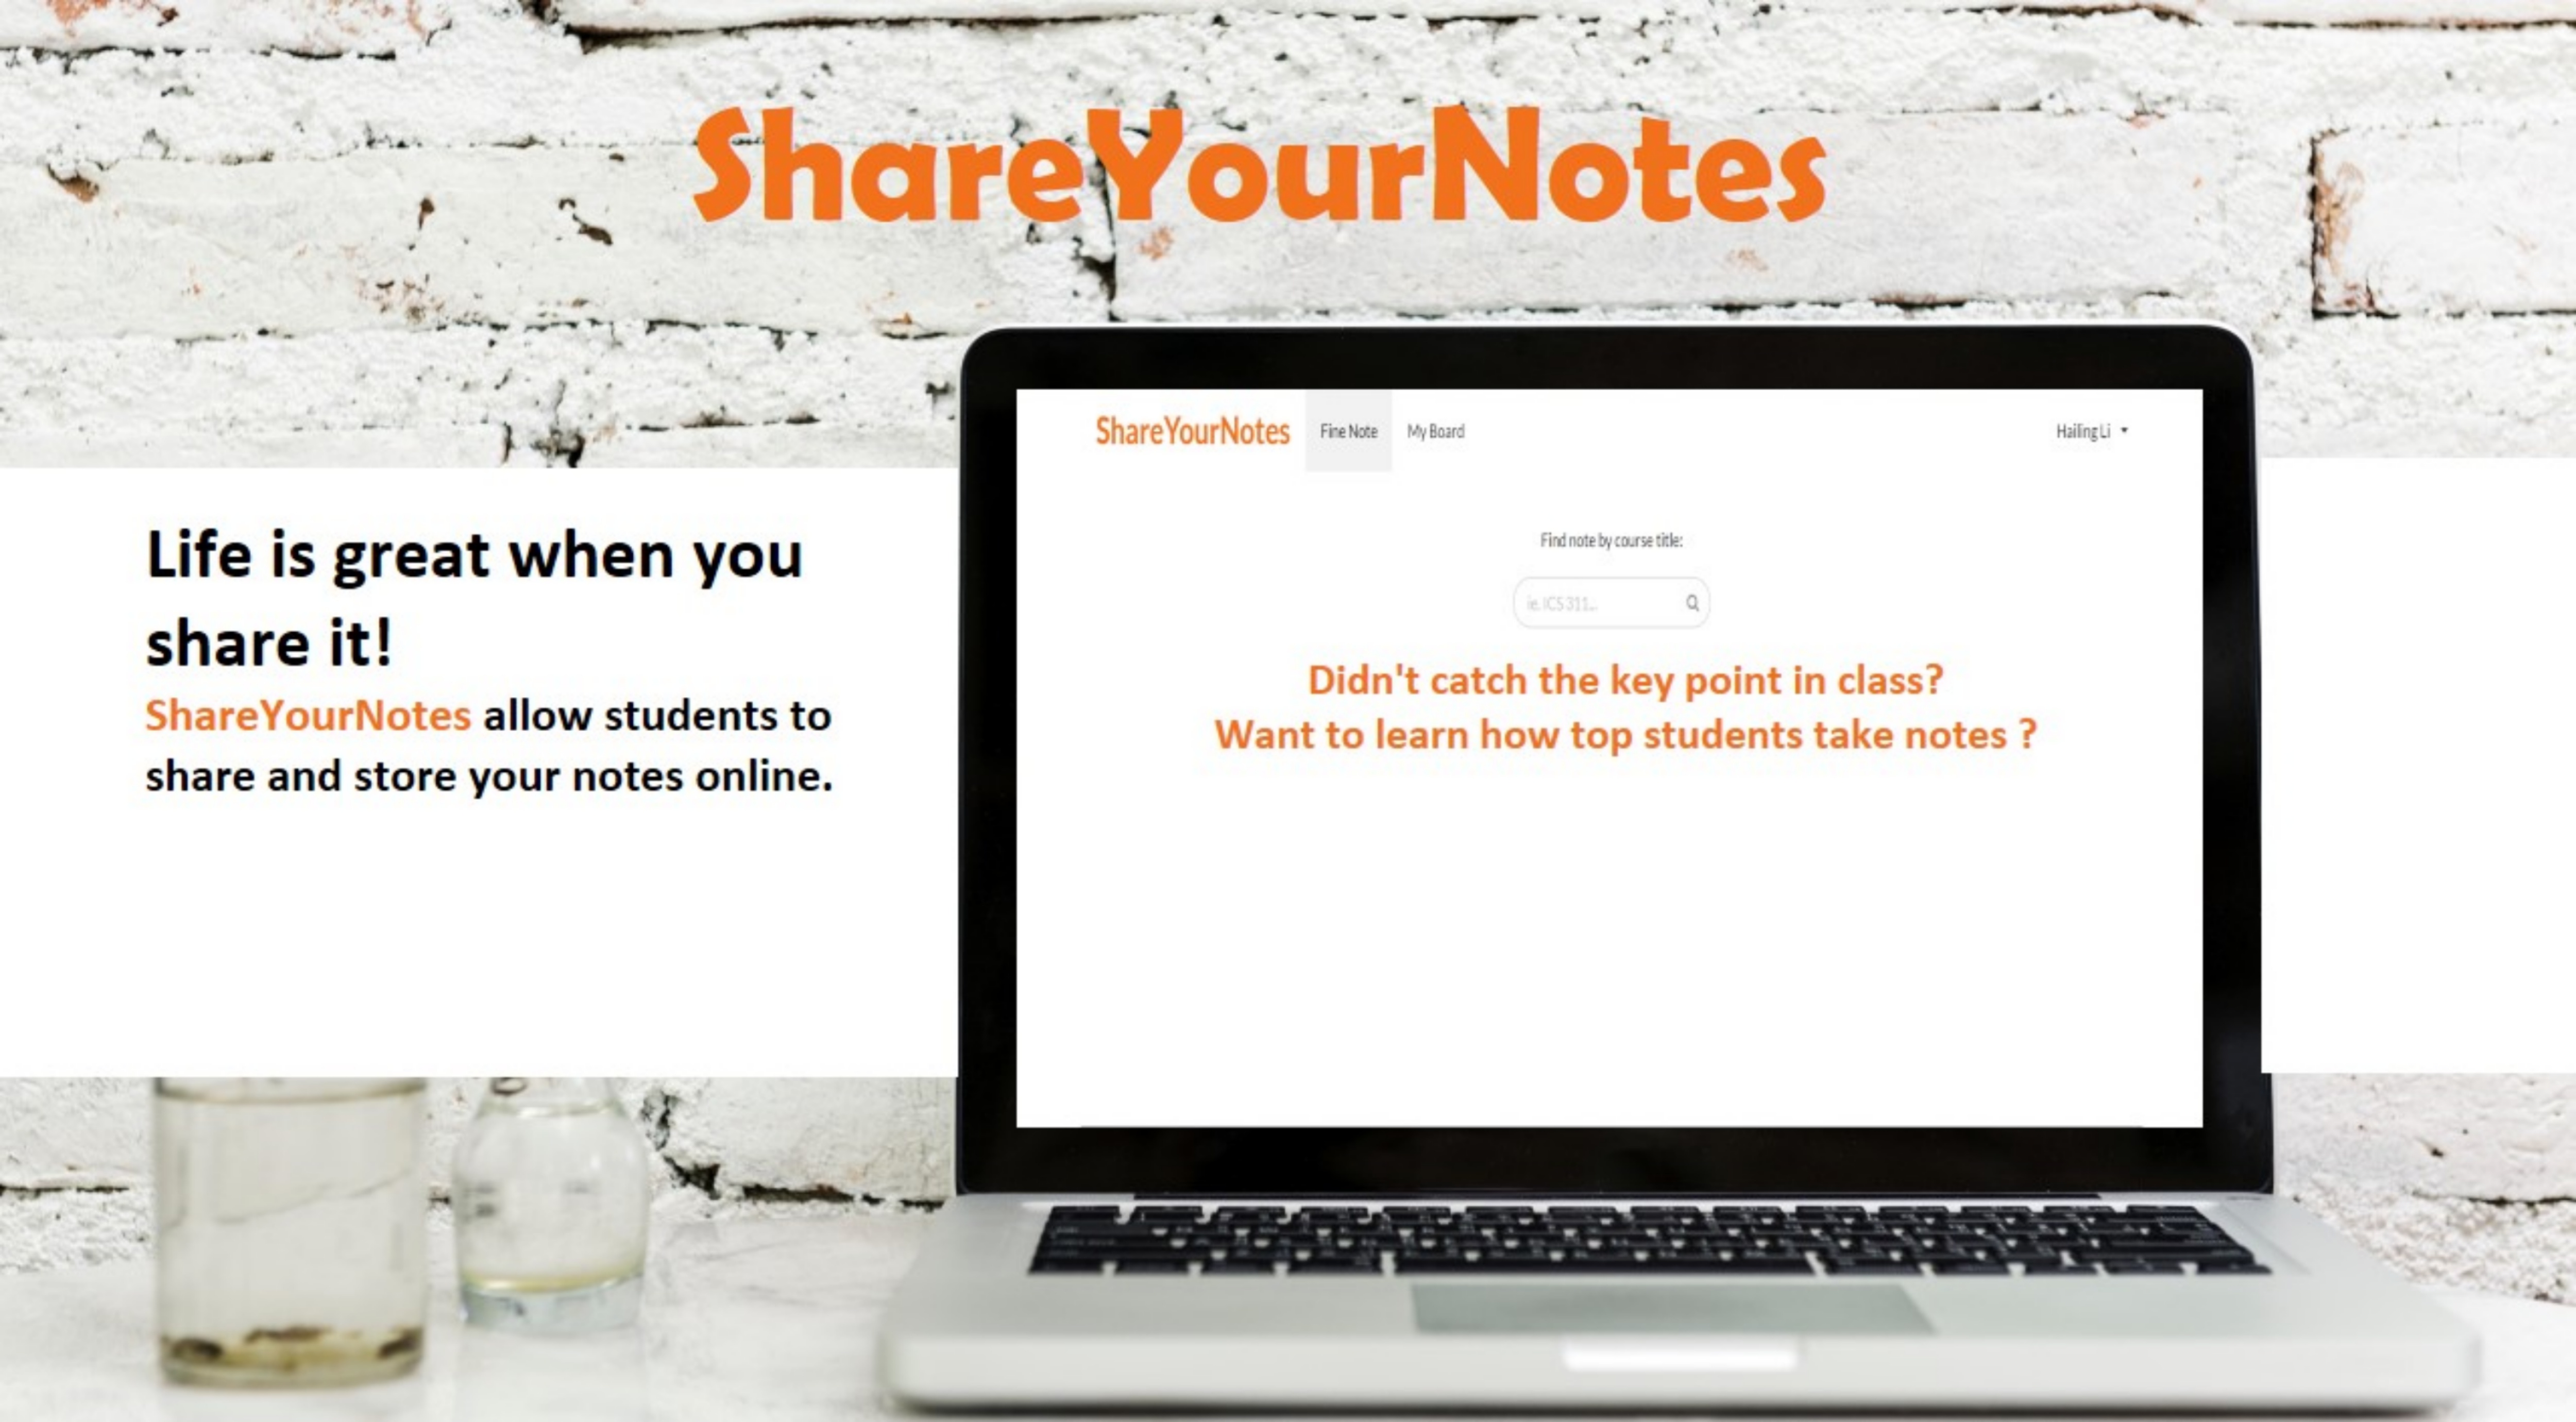 ShareYourNotes
Life is great when you
share it!
ShareYourNotes allow students to
share and store your notes online.
ShareYourNotes Fine Note My Board Hailing Li
Find note by course title:
ie. ICS 311...
Didn't catch the key point in class?
Want to learn how top students take notes ?